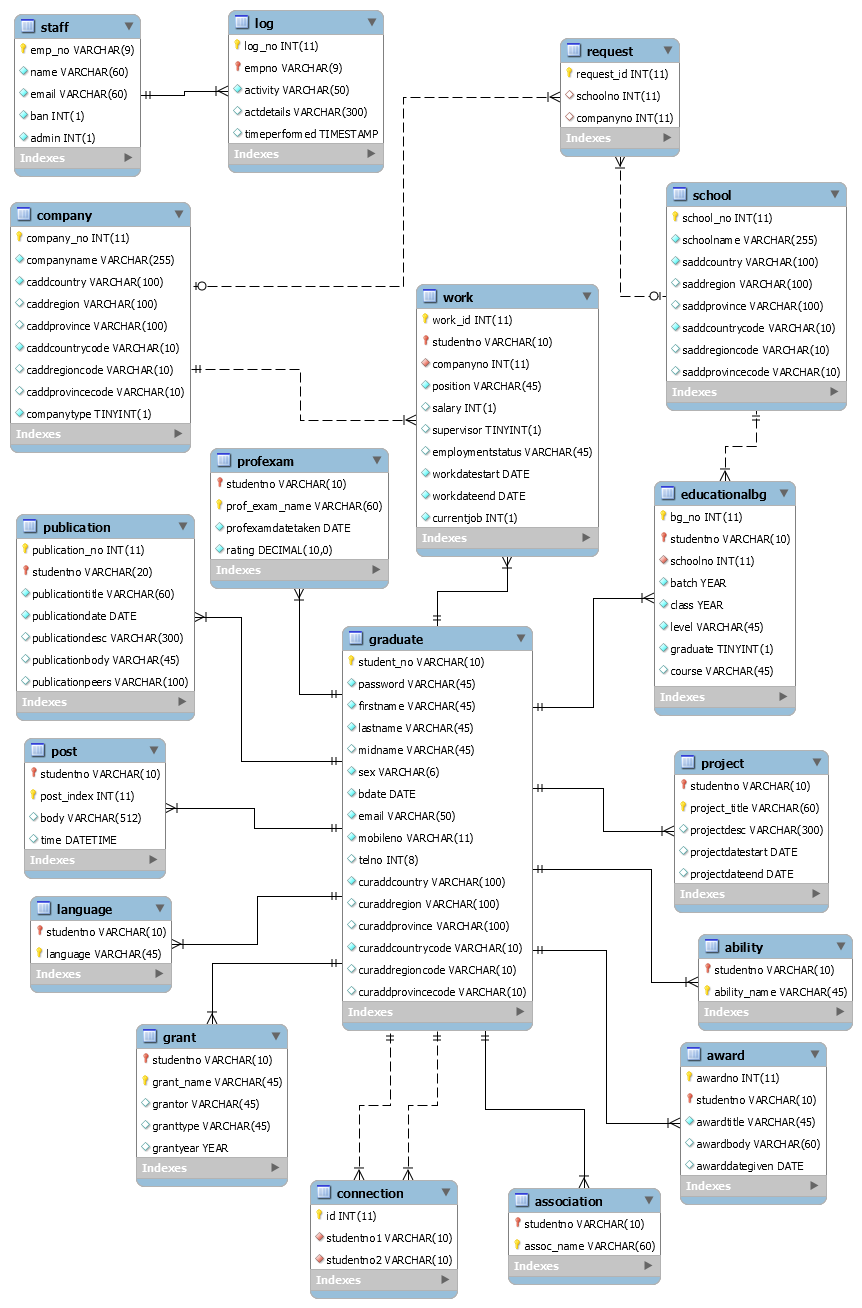 staff
emp_no VARCHAR(9)
name VARCHAR(60)
email VARCHAR(60)
ban INT(1)
admin INT(1)
Indexes
log
log_no INT(11)
empno VARCHAR(9)
activity VARCHAR(50)
actdetails VARCHAR(300)
timeperformed TIMESTAMP
Indexes
request
request_id INT(11)
schoolno INT(11)
companyno INT(11)
Indexes
company
company_no INT(11)
companyname VARCHAR(255)
caddcountry VARCHAR(100)
caddregion VARCHAR(100)
caddprovince VARCHAR(100)
caddcountrycode VARCHAR(10)
caddregioncode VARCHAR(10)
caddprovincecode VARCHAR(10)
companytype TINYINT(1)
Indexes
school
school_no INT(11)
schoolname VARCHAR(255)
saddcountry VARCHAR(100)
saddregion VARCHAR(100)
saddprovince VARCHAR(100)
saddcountrycode VARCHAR(10)
saddregioncode VARCHAR(10)
saddprovincecode VARCHAR(10)
Indexes
work
work_id INT(11)
studentno VARCHAR(10)
companyno INT(11)
position VARCHAR(45)
salary INT(1)
supervisor TINYINT(1)
employmentstatus VARCHAR(45)
workdatestart DATE
workdateend DATE
currentjob INT(1)
Indexes
profexam
studentno VARCHAR(10)
prof_exam_name VARCHAR(60)
profexamdatetaken DATE
rating DECIMAL(10,0)
Indexes
educationalbg
bg_no INT(11)
studentno VARCHAR(10)
schoolno INT(11)
batch YEAR
class YEAR
level VARCHAR(45)
graduate TINYINT(1)
course VARCHAR(45)
Indexes
publication
publication_no INT(11)
studentno VARCHAR(20)
publicationtitle VARCHAR(60)
publicationdate DATE
publicationdesc VARCHAR(300)
publicationbody VARCHAR(45)
publicationpeers VARCHAR(100)
Indexes
graduate
student_no VARCHAR(10)
password VARCHAR(45)
firstname VARCHAR(45)
lastname VARCHAR(45)
midname VARCHAR(45)
sex VARCHAR(6)
bdate DATE
email VARCHAR(50)
mobileno VARCHAR(11)
telno INT(8)
curaddcountry VARCHAR(100)
curaddregion VARCHAR(100)
curaddprovince VARCHAR(100)
curaddcountrycode VARCHAR(10)
curaddregioncode VARCHAR(10)
curaddprovincecode VARCHAR(10)
Indexes
post
studentno VARCHAR(10)
post_index INT(11)
body VARCHAR(512)
time DATETIME
Indexes
project
studentno VARCHAR(10)
project_title VARCHAR(60)
projectdesc VARCHAR(300)
projectdatestart DATE
projectdateend DATE
Indexes
language
studentno VARCHAR(10)
language VARCHAR(45)
Indexes
ability
studentno VARCHAR(10)
ability_name VARCHAR(45)
Indexes
grant
studentno VARCHAR(10)
grant_name VARCHAR(45)
grantor VARCHAR(45)
granttype VARCHAR(45)
grantyear YEAR
Indexes
award
awardno INT(11)
studentno VARCHAR(10)
awardtitle VARCHAR(45)
awardbody VARCHAR(60)
awarddategiven DATE
Indexes
connection
id INT(11)
studentno1 VARCHAR(10)
studentno2 VARCHAR(10)
Indexes
association
studentno VARCHAR(10)
assoc_name VARCHAR(60)
Indexes